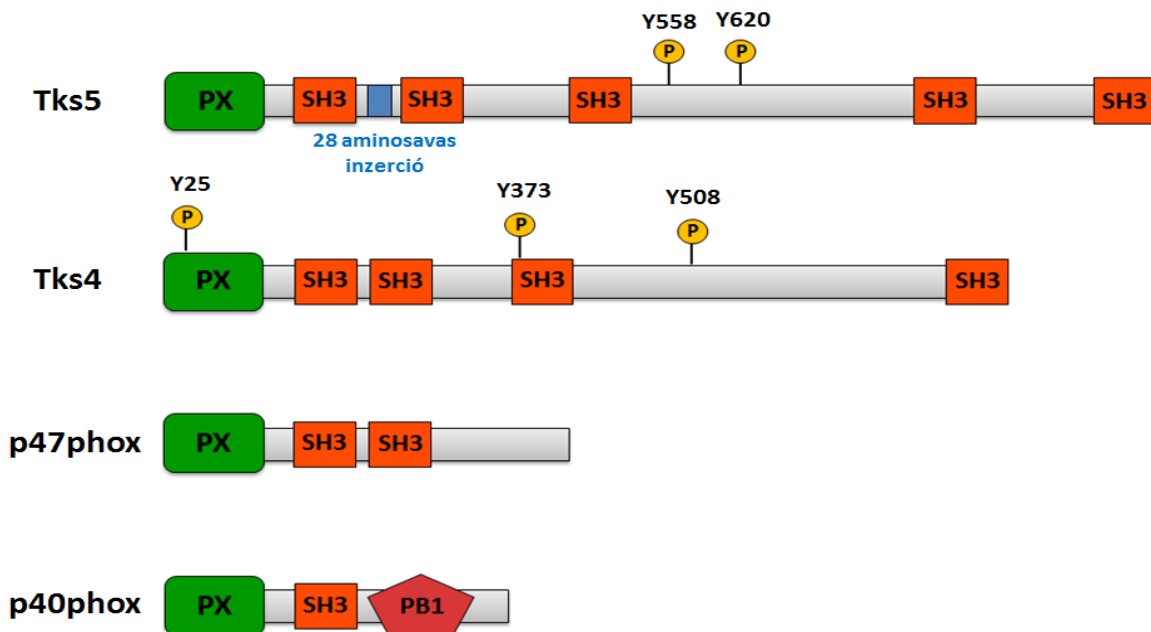 Y558 Y620
P P
Tks5 PX SH3 SH3 SH3 SH3 SH3
28 aminosavas
inzerció
Y25 Y373 Y508
P P P
Tks4 PX SH3 SH3 SH3 SH3
p47phox PX SH3 SH3
p40phox PX SH3 PB1